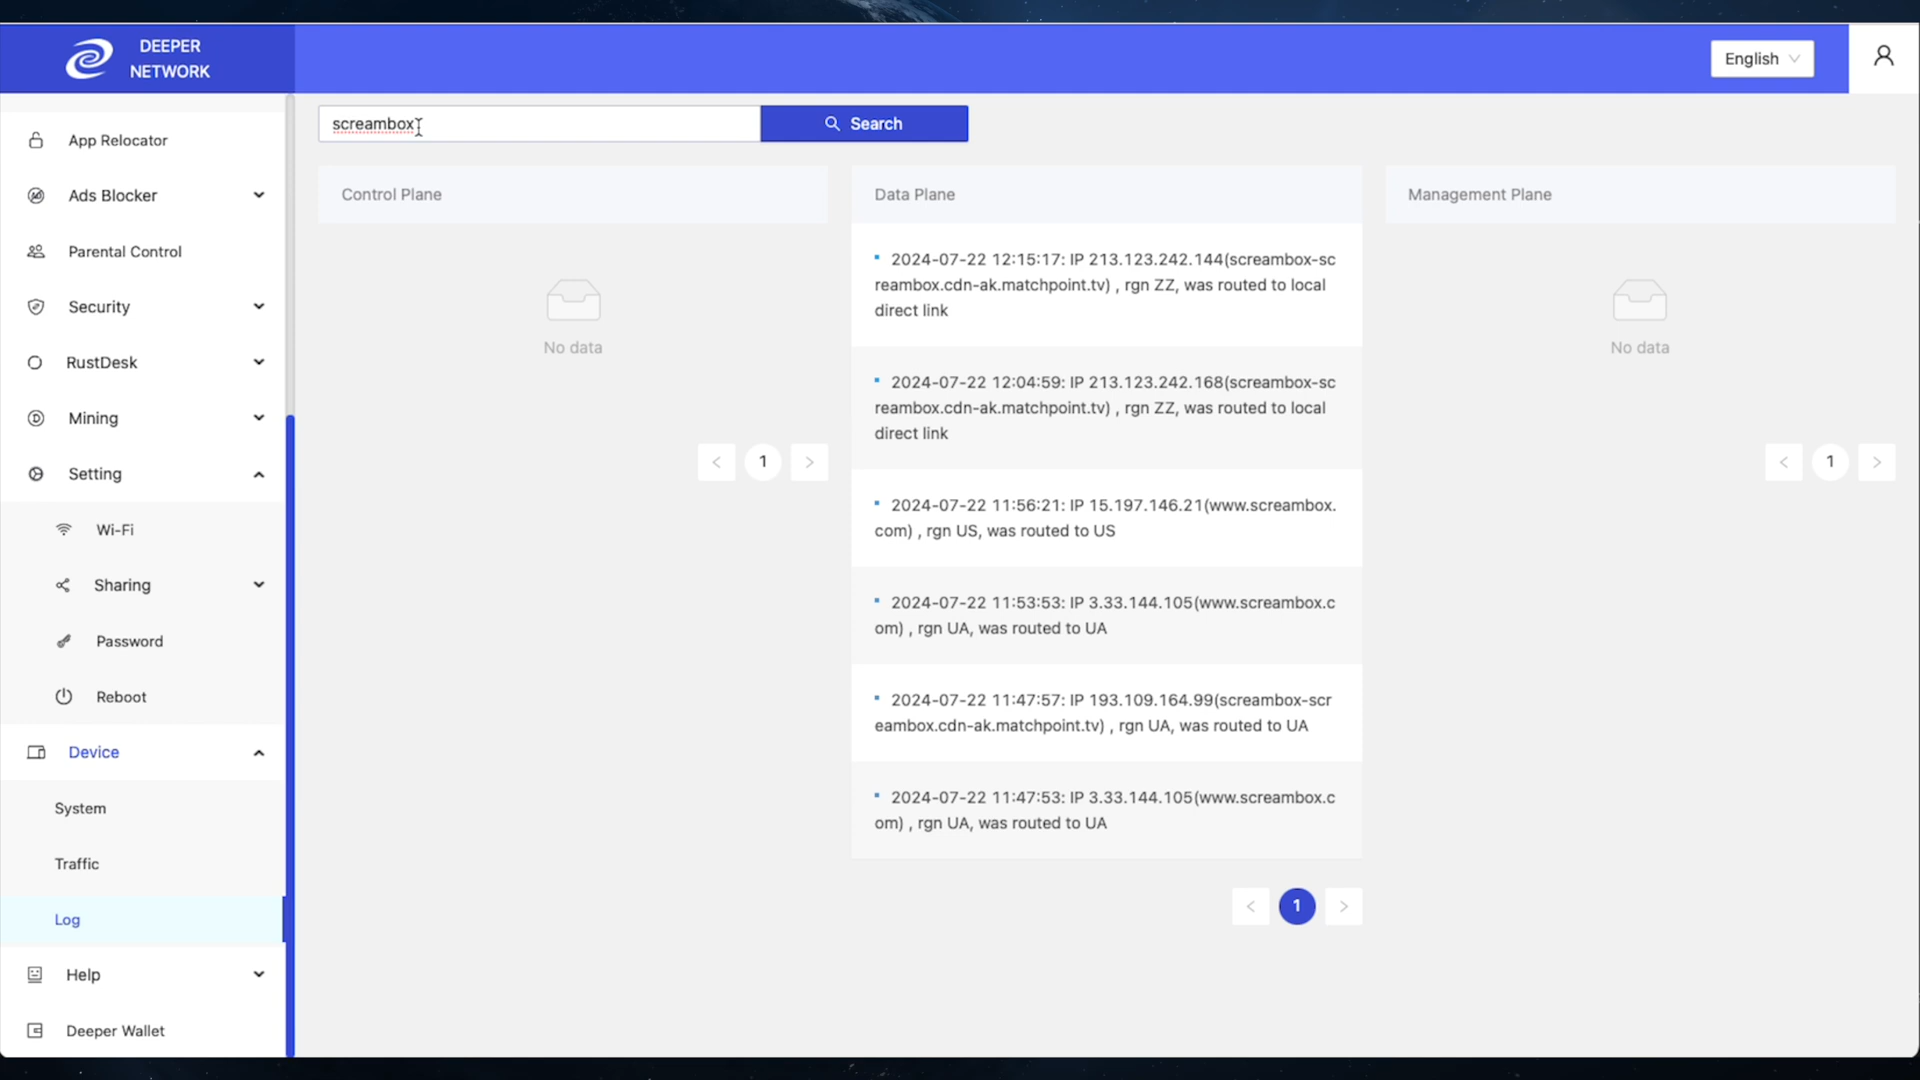 DEEPER
NETWORK
English
App Relocator
Ads Blocker
Parental Control
Security
RustDesk
Mining
Setting
Wi-Fi
Sharing
Password
Reboot
Device
System
Traffic
Log
Help
Deeper Wallet
screambox
Search
Control Plane
No data
< 1 >
Data Plane
2024-07-22 12:15:17: IP 213.123.242.144(screambox-sc
reambox.cdn-ak.matchpoint.tv) , rgn ZZ, was routed to local
direct link
2024-07-22 12:04:59: IP 213.123.242.168(screambox-sc
reambox.cdn-ak.matchpoint.tv) , rgn ZZ, was routed to local
direct link
2024-07-22 11:56:21: IP 15.197.146.21(www.screambox.
com) , rgn US, was routed to US
2024-07-22 11:53:53: IP 3.33.144.105(www.screambox.c
om) , rgn UA, was routed to UA
2024-07-22 11:47:57: IP 193.109.164.99(screambox-scr
eambox.cdn-ak.matchpoint.tv) , rgn UA, was routed to UA
2024-07-22 11:47:53: IP 3.33.144.105(www.screambox.c
om) , rgn UA, was routed to UA
< 1 >
Management Plane
No data
< 1 >